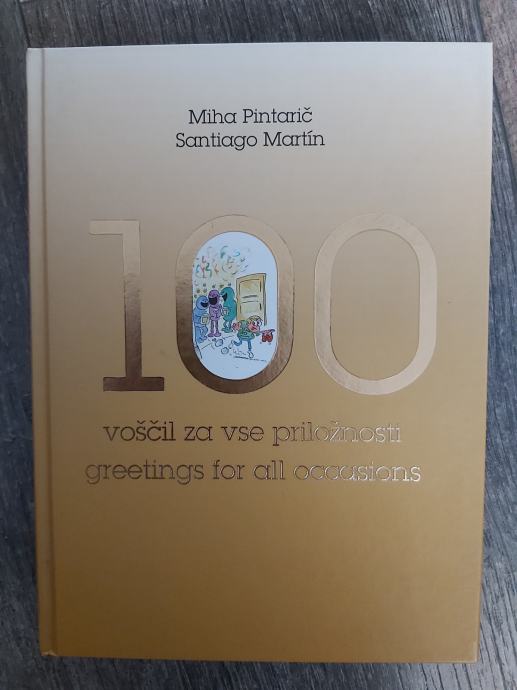 Miha Pintarič
Santiago Martín
100
voščil za vse priložnosti
greetings for all occasions